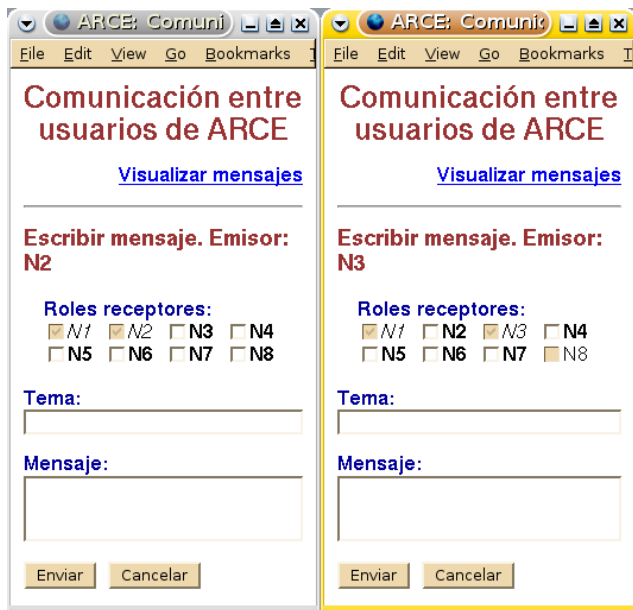 ARCE: Comuni
File Edit View Go Bookmarks
Comunicación entre
usuarios de ARCE
Visualizar mensajes
Escribir mensaje. Emisor:
N2
Roles receptores:
N1 N2 N3 N4
N5 N6 N7 N8
Tema:
Mensaje:
Enviar Cancelar
ARCE: Comunic
File Edit View Go Bookmarks T
Comunicación entre
usuarios de ARCE
Visualizar mensajes
Escribir mensaje. Emisor:
N3
Roles receptores:
N1 N2 N3 N4
N5 N6 N7 N8
Tema:
Mensaje:
Enviar Cancelar